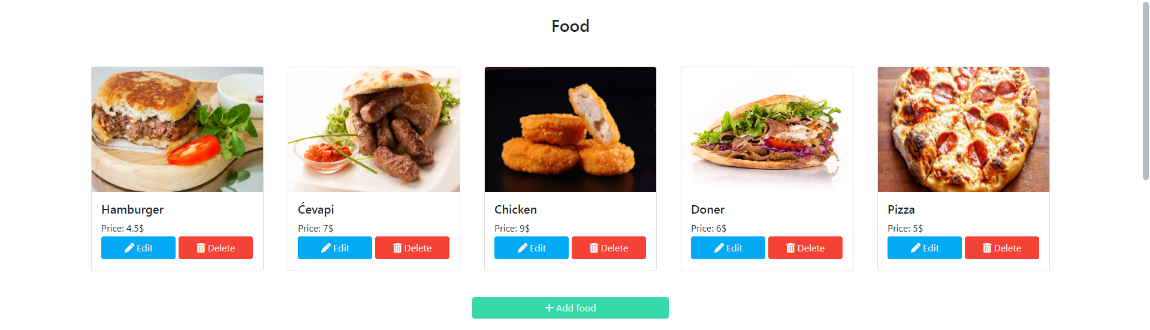 Food
Hamburger
Price: 4.5$
Edit Delete
Ćevapi
Price: 7$
Edit Delete
Chicken
Price: 9$
Edit Delete
Doner
Price: 6$
Edit Delete
Pizza
Price: 5$
Edit Delete
+ Add food